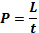 P = L/t